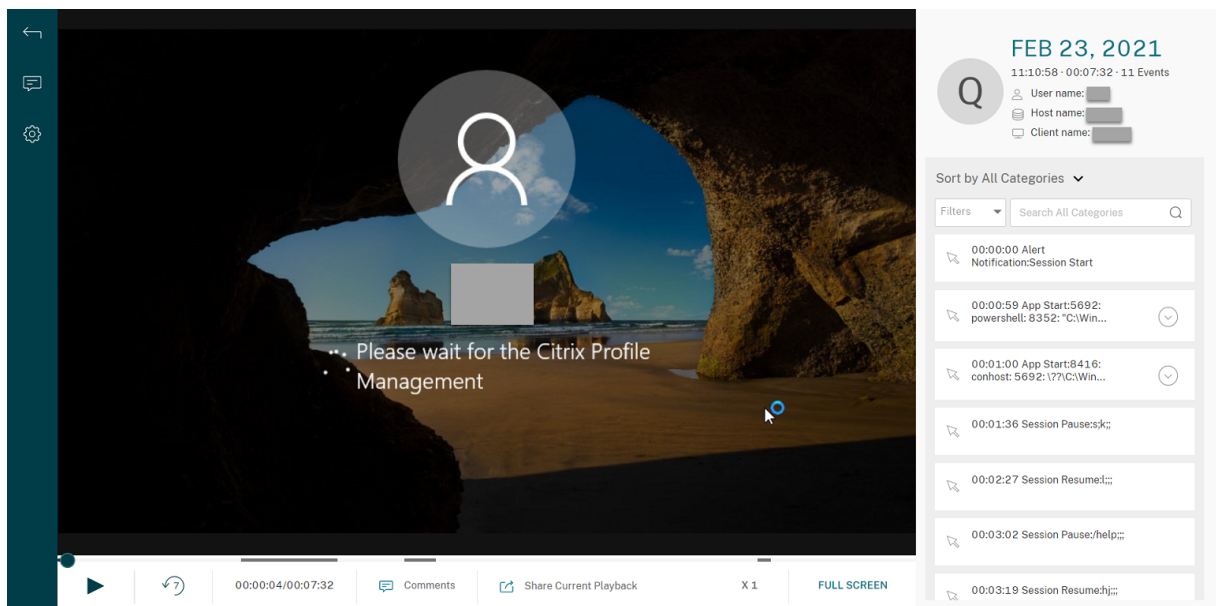 FEB 23, 2021
11:10:58 · 00:07:32 · 11 Events
Q
User name:
Host name:
Client name:
Sort by All Categories
Filters
Search All Categories
00:00:00 Alert
Notification:Session Start
00:00:59 App Start:5692:
powershell: 8352: "C:\Win...
00:01:00 App Start:8416:
conhost: 5692: \??\C:\Win...
00:01:36 Session Pause:s;k;;
00:02:27 Session Resume:l;;;
00:03:02 Session Pause:/help;;;
00:03:19 Session Resume:hj;;;
Please wait for the Citrix Profile
Management
7
00:00:04/00:07:32
Comments
Share Current Playback
X 1
FULL SCREEN